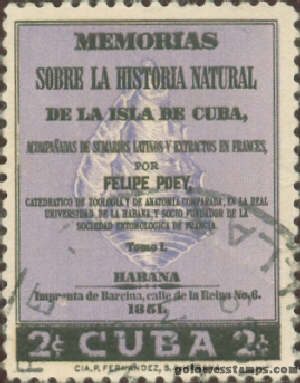 MEMORIAS
SOBRE LA HISTORIA NATURAL
DE LA ISLA DE CUBA,
ACOMPAÑADAS DE SUMARIOS LATINOS Y EXTRACTOS EN FRANCES,
POR
FELIPE POEY,
CATEDRATICO DE ZOOLOGIA Y DE ANATOMIA COMPARADA, EN LA REAL
UNIVERSIDAD DE LA HABANA, Y SOCIO FUNDADOR DE LA
SOCIEDAD ENTOMOLOGICA DE FRANCIA.
Tomo I.
HABANA
Imprenta de Barcina, calle de la Reina No. 6.
1851.
2¢ CUBA 2¢
CIA. P. FERNANDEZ, S.
golowesstamps.com